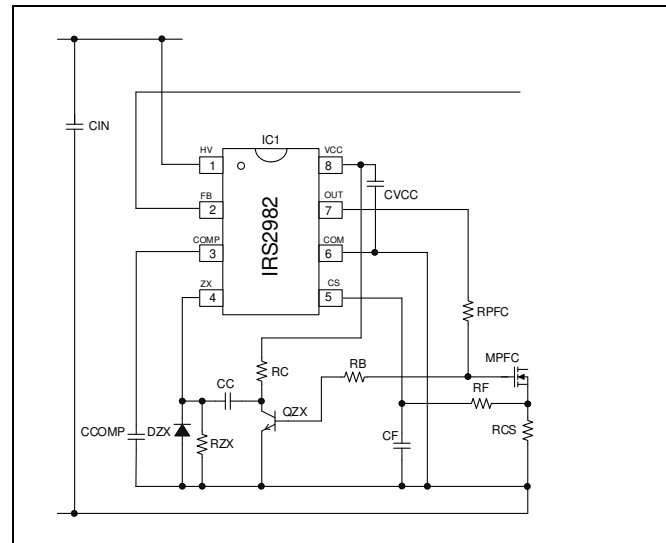 CIN
IC1
HV
1
VCC
8
CVCC
FB
2
OUT
7
COMP
3
COM
6
ZX
4
CS
5
IRS2982
RPFC
MPFC
RC
RB
RF
CC
QZX
CCOMP
DZX
RZX
CF
RCS